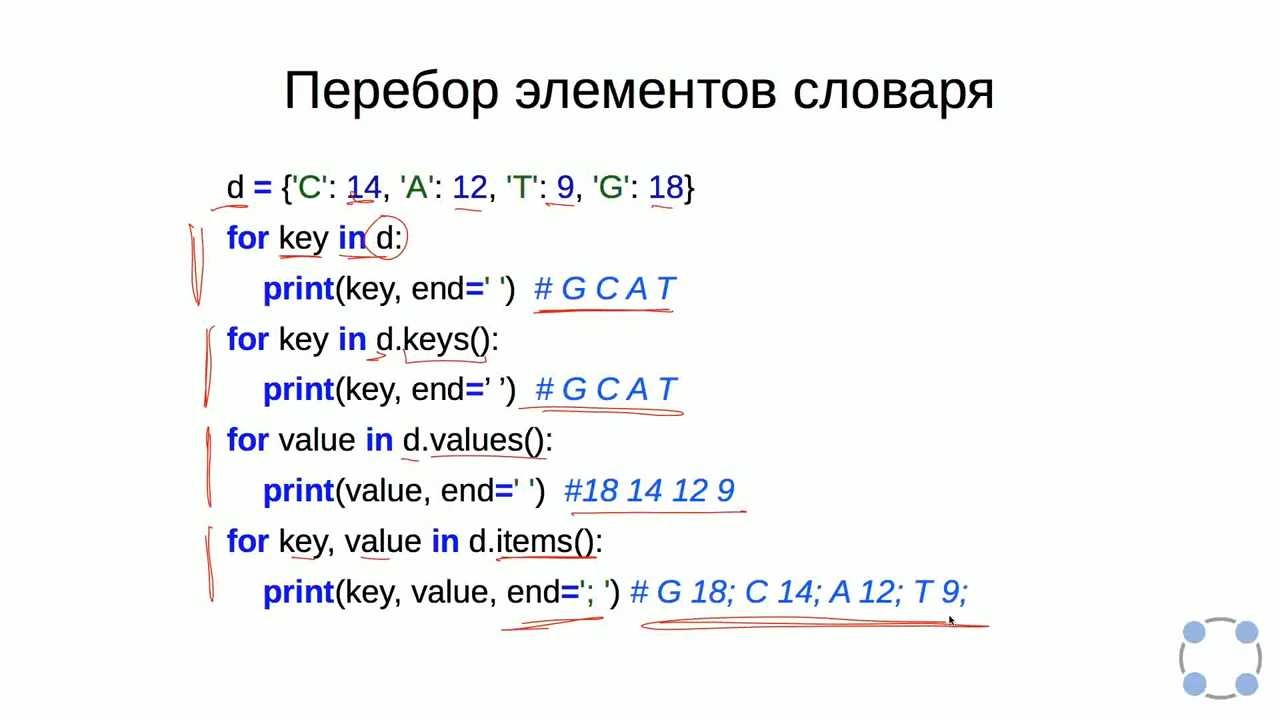 Перебор элементов словаря
d = {'C': 14, 'A': 12, 'T': 9, 'G': 18}
for key in d:
print(key, end=' ') # G C A T
for key in d.keys():
print(key, end=’ ’) # G C A T
for value in d.values():
print(value, end=' ') #18 14 12 9
for key, value in d.items():
print(key, value, end='; ') # G 18; C 14; A 12; T 9;